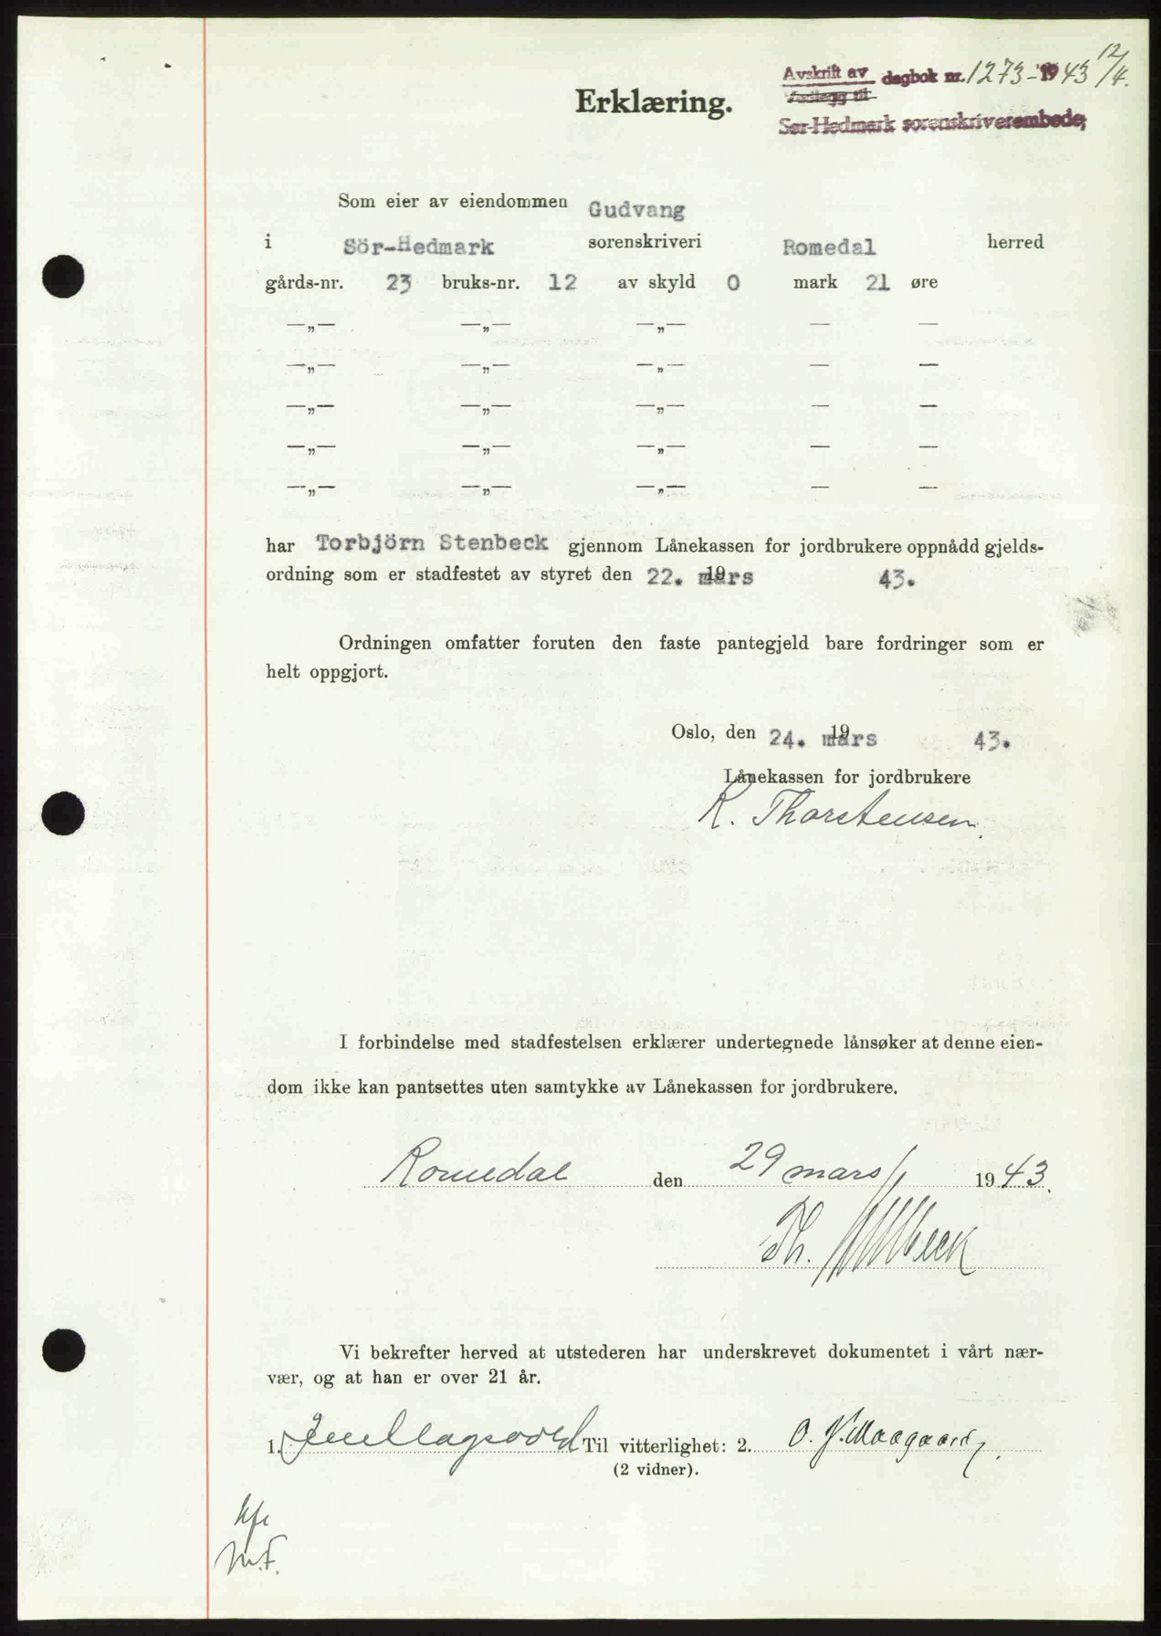 Avskrift av dagbok nr. 1273-1943 12/4.
Vedlegg til
Sør-Hedmark sorenskriverembede,
Erklæring.
Som eier av eiendommen Gudvang
i Sör-Hedmark sorenskriveri Romedal herred
gårds-nr. 23 bruks-nr. 12 av skyld 0 mark 21 øre
—„— —„— —„— — —
—„— —„— —„— — —
—„— —„— —„— — —
—„— —„— —„— — —
—„— —„— —„— — —
har Torbjörn Stenbeck gjennom Lånekassen for jordbrukere oppnådd gjelds-
ordning som er stadfestet av styret den 22. mars 19 43.
Ordningen omfatter foruten den faste pantegjeld bare fordringer som er
helt oppgjort.
Oslo, den 24. mars 19 43.
Lånekassen for jordbrukere
R. Thorstensen.
I forbindelse med stadfestelsen erklærer undertegnede lånsøker at denne eien-
dom ikke kan pantsettes uten samtykke av Lånekassen for jordbrukere.
Romedal den 29 mars 1943.
Th. Stenbeck
Vi bekrefter herved at utstederen har underskrevet dokumentet i vårt nær-
vær, og at han er over 21 år.
1. Til vitterlighet: 2.
(2 vidner).
M.F.